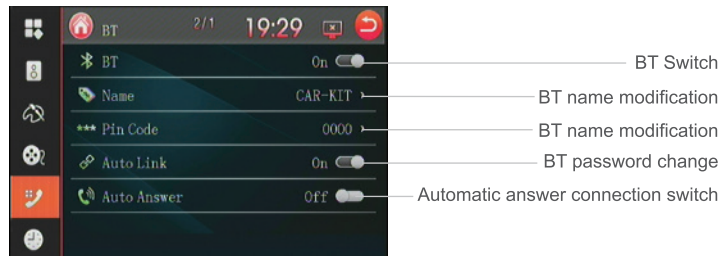 BT 2/1 19:29
BT On BT Switch
Name CAR-KIT BT name modification
*** Pin Code 0000 BT name modification
Auto Link On BT password change
Auto Answer Off Automatic answer connection switch